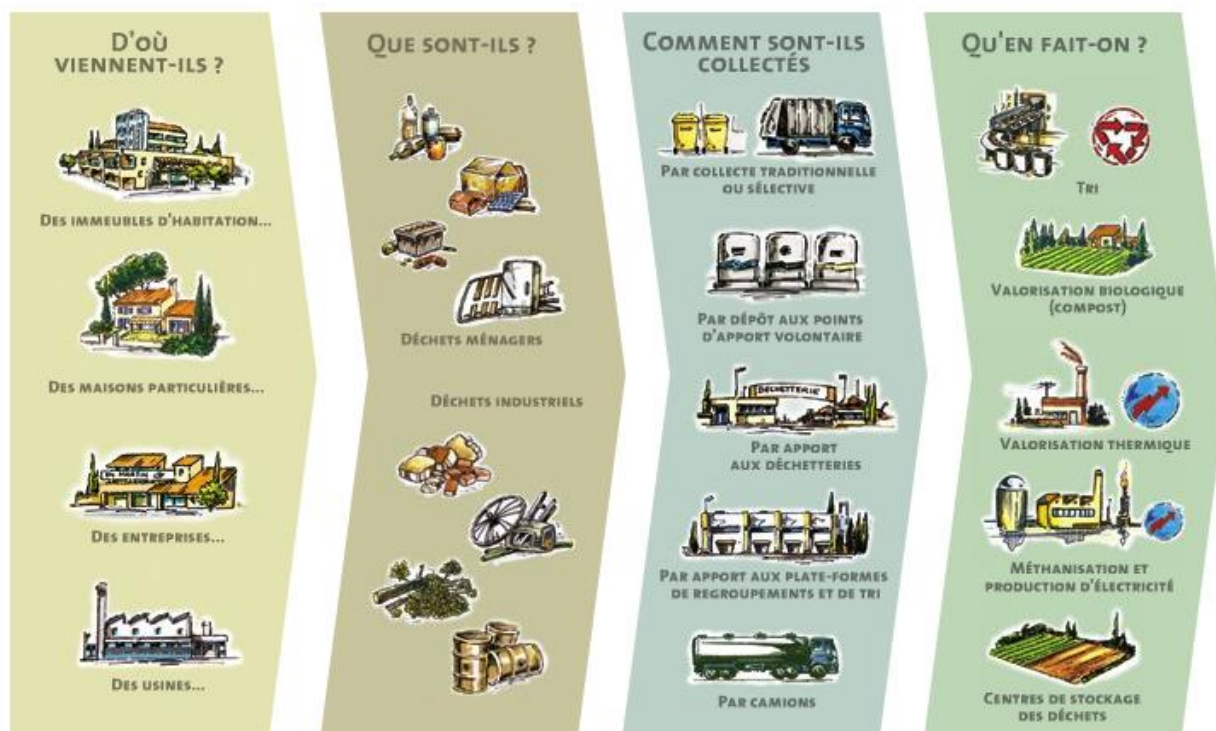 D'OÙ
VIENNENT-ILS ?
DES IMMEUBLES D'HABITATION...
DES MAISONS PARTICULIÈRES...
DES ENTREPRISES...
DES USINES...
QUE SONT-ILS ?
DÉCHETS MÉNAGERS
DÉCHETS INDUSTRIELS
COMMENT SONT-ILS
COLLECTÉS
PAR COLLECTE TRADITIONNELLE
OU SÉLECTIVE
PAR DÉPÔT AUX POINTS
D'APPORT VOLONTAIRE
DÉCHETTERIE
PAR APPORT
AUX DÉCHETTERIES
PAR APPORT AUX PLATE-FORMES
DE REGROUPEMENTS ET DE TRI
PAR CAMIONS
QU'EN FAIT-ON ?
TRI
VALORISATION BIOLOGIQUE
(COMPOST)
VALORISATION THERMIQUE
MÉTHANISATION ET
PRODUCTION D'ÉLECTRICITÉ
CENTRES DE STOCKAGE
DES DÉCHETS